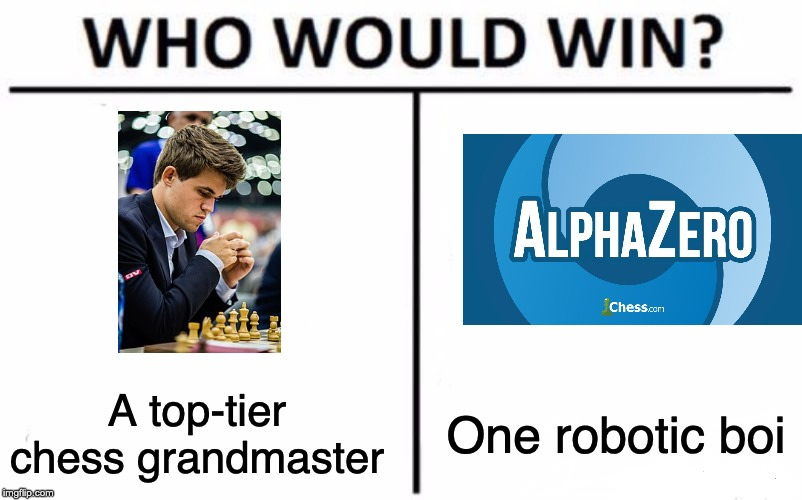 WHO WOULD WIN?
ALPHAZERO
Chess.com
A top-tier
chess grandmaster
One robotic boi
imgflip.com